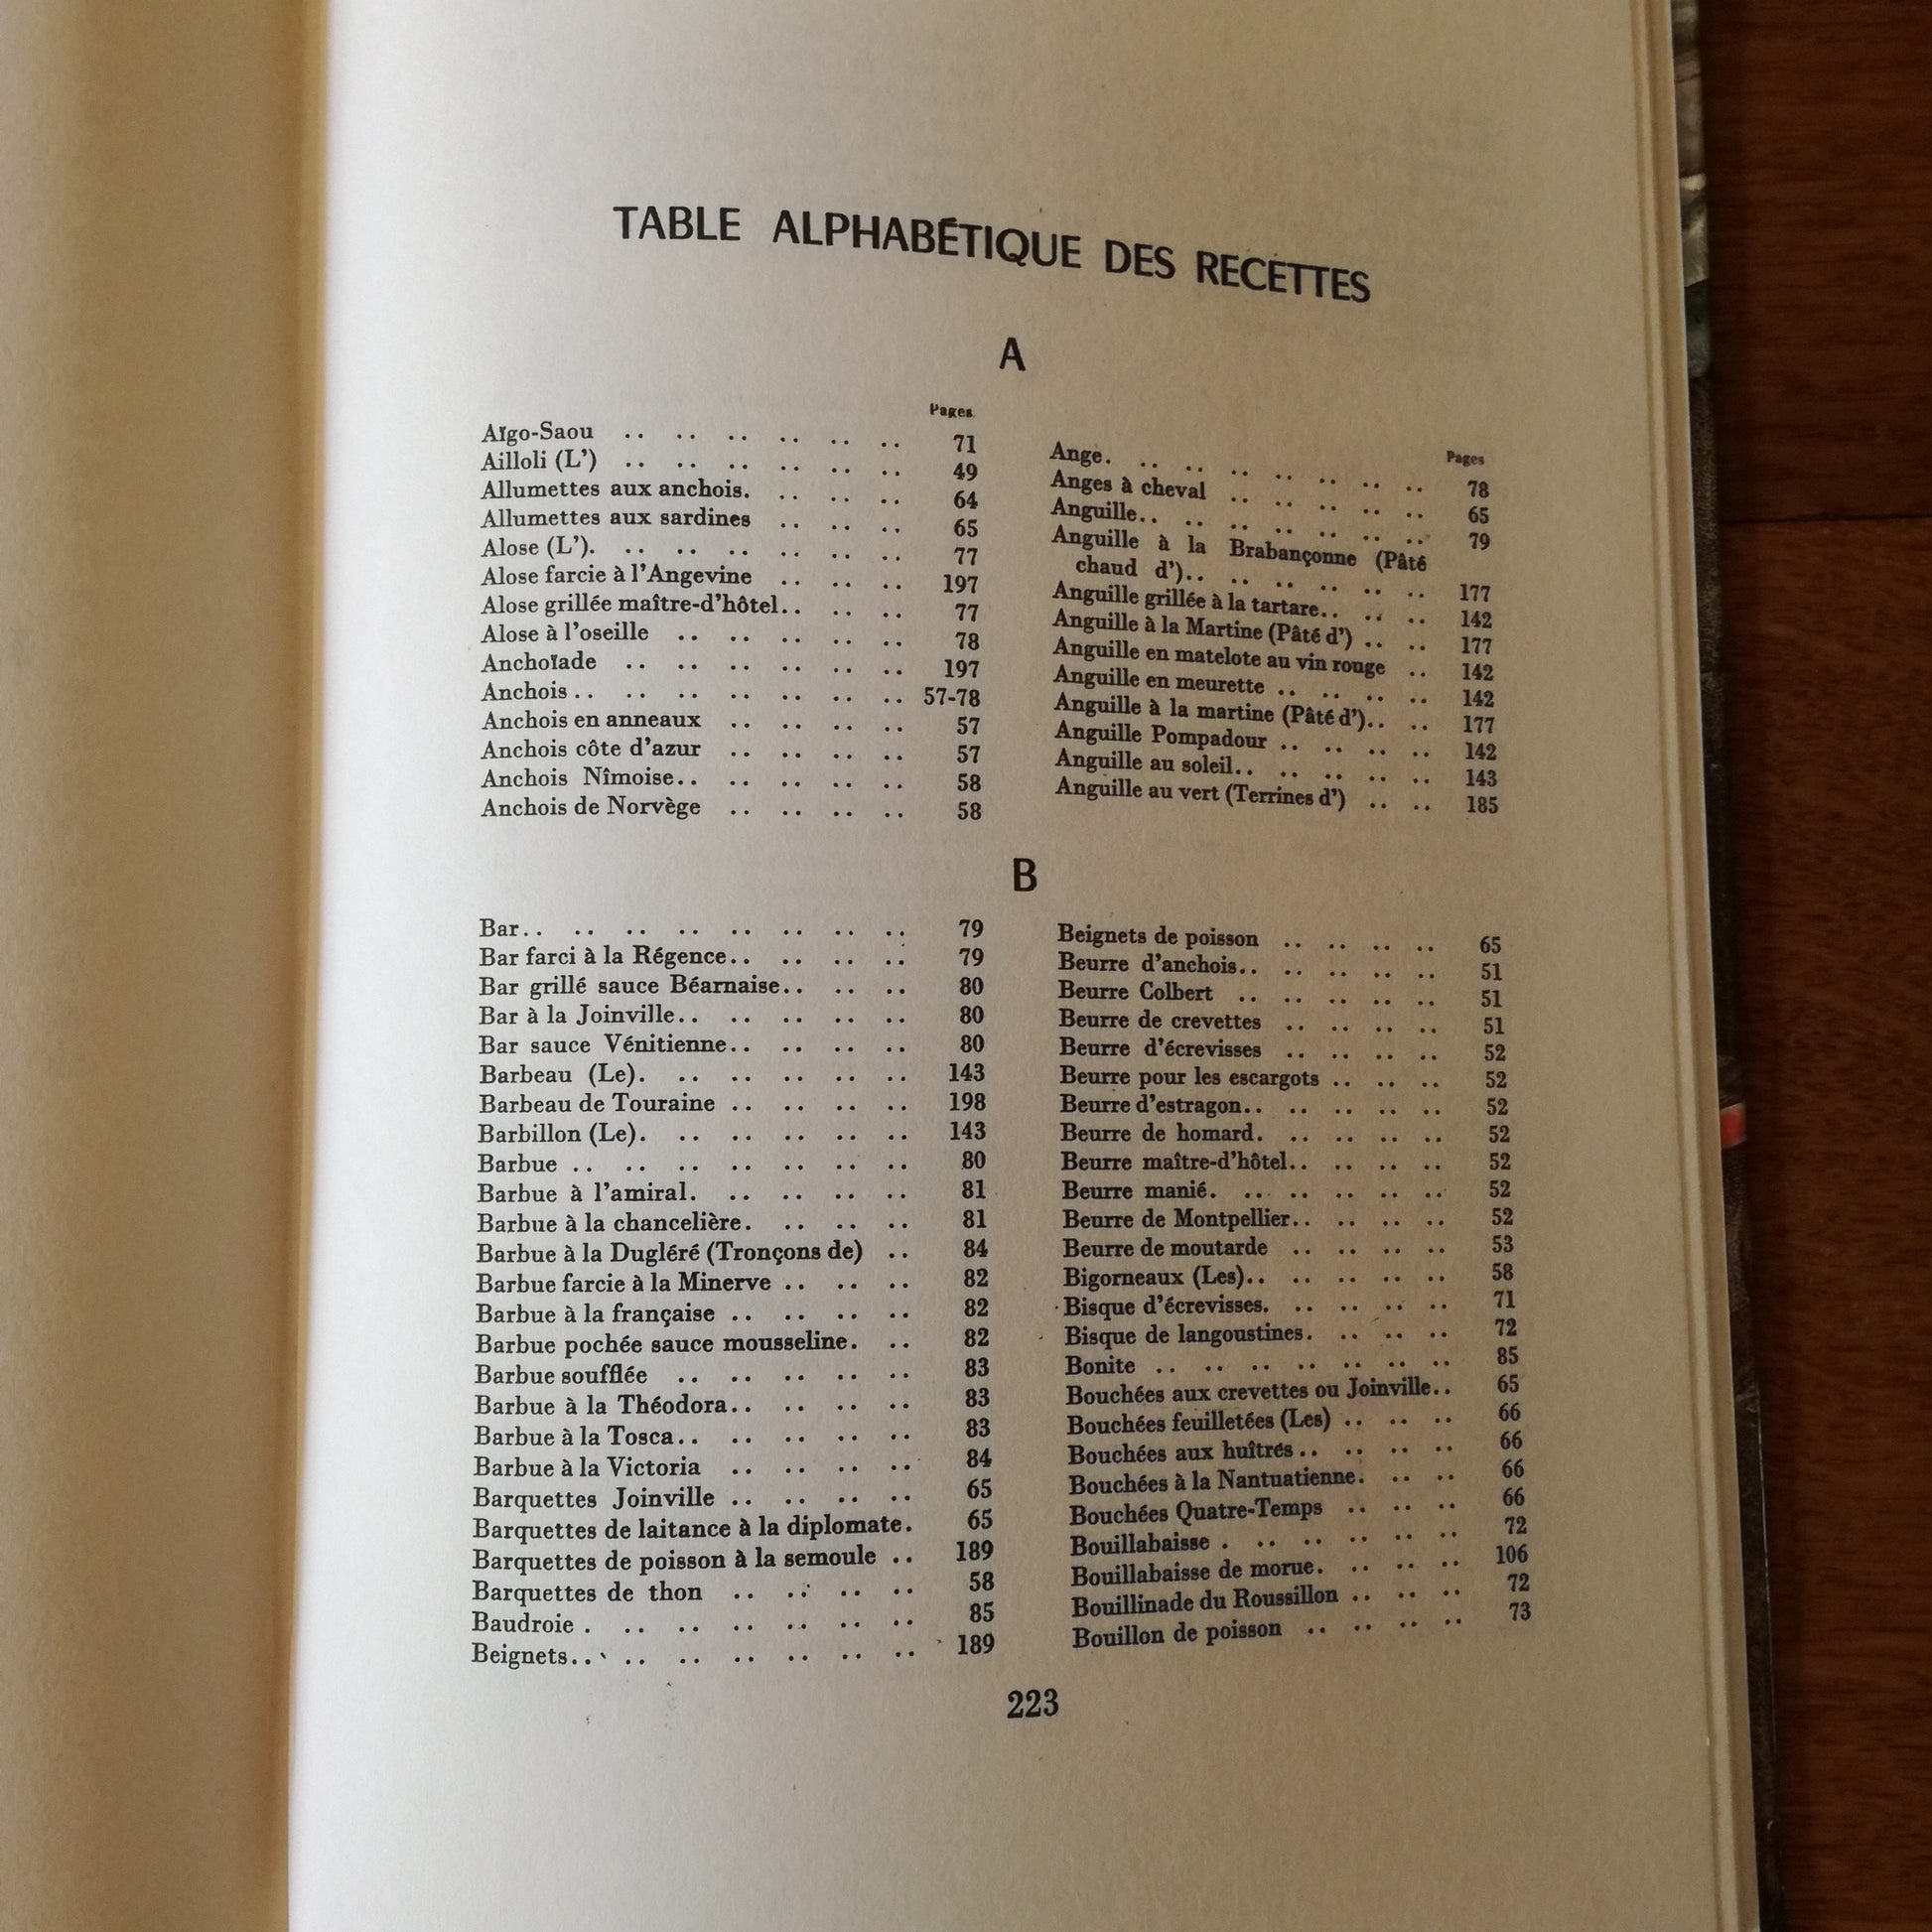 TABLE ALPHABÉTIQUE DES RECETTES
A
Pages
Aïgo-Saou .. .. .. .. .. .. 71
Ailloli (L') .. .. .. .. .. .. 49
Allumettes aux anchois. .. .. .. 64
Allumettes aux sardines .. .. .. 65
Alose (L'). .. .. .. .. .. .. 77
Alose farcie à l'Angevine .. .. .. 197
Alose grillée maître-d'hôtel.. .. .. 77
Alose à l'oseille .. .. .. .. .. 78
Anchoïade .. .. .. .. .. .. 197
Anchois .. .. .. .. .. .. .. 57-78
Anchois en anneaux .. .. .. .. 57
Anchois côte d'azur .. .. .. .. 57
Anchois Nîmoise.. .. .. .. .. 58
Anchois de Norvège .. .. .. .. 58
Pages
Ange. .. .. .. .. .. .. .. 78
Anges à cheval .. .. .. .. .. 65
Anguille.. .. .. .. .. .. .. 79
Anguille à la Brabançonne (Pâté
chaud d').. .. .. .. .. .. 177
Anguille grillée à la tartare.. .. .. 142
Anguille à la Martine (Pâté d') .. .. 177
Anguille en matelote au vin rouge .. 142
Anguille en meurette .. .. .. .. 142
Anguille à la martine (Pâté d').. .. 177
Anguille Pompadour .. .. .. .. 142
Anguille au soleil.. .. .. .. .. 143
Anguille au vert (Terrines d') .. .. 185
B
Bar.. .. .. .. .. .. .. .. 79
Bar farci à la Régence.. .. .. .. 79
Bar grillé sauce Béarnaise.. .. .. 80
Bar à la Joinville.. .. .. .. .. 80
Bar sauce Vénitienne.. .. .. .. 80
Barbeau (Le). .. .. .. .. .. 143
Barbeau de Touraine .. .. .. .. 198
Barbillon (Le). .. .. .. .. .. 143
Barbue .. .. .. .. .. .. .. 80
Barbue à l'amiral. .. .. .. .. 81
Barbue à la chancelière. .. .. .. 81
Barbue à la Dugléré (Tronçons de) .. 84
Barbue farcie à la Minerve .. .. .. 82
Barbue à la française .. .. .. .. 82
Barbue pochée sauce mousseline. .. 82
Barbue soufflée .. .. .. .. .. 83
Barbue à la Théodora.. .. .. .. 83
Barbue à la Tosca.. .. .. .. .. 83
Barbue à la Victoria .. .. .. .. 84
Barquettes Joinville .. .. .. .. 65
Barquettes de laitance à la diplomate. 65
Barquettes de poisson à la semoule .. 189
Barquettes de thon .. .. .. .. 58
Baudroie . .. .. .. .. .. .. 85
Beignets.. .. .. .. .. .. .. 189
Beignets de poisson .. .. .. .. 65
Beurre d'anchois.. .. .. .. .. 51
Beurre Colbert .. .. .. .. .. 51
Beurre de crevettes .. .. .. .. 51
Beurre d'écrevisses .. .. .. .. 52
Beurre pour les escargots .. .. .. 52
Beurre d'estragon.. .. .. .. .. 52
Beurre de homard. .. .. .. .. 52
Beurre maître-d'hôtel.. .. .. .. 52
Beurre manié. .. .. .. .. .. 52
Beurre de Montpellier.. .. .. .. 52
Beurre de moutarde .. .. .. .. 53
Bigorneaux (Les).. .. .. .. .. 58
Bisque d'écrevisses. .. .. .. .. 71
Bisque de langoustines. .. .. .. 72
Bonite .. .. .. .. .. .. .. 85
Bouchées aux crevettes ou Joinville.. 65
Bouchées feuilletées (Les) .. .. .. 66
Bouchées aux huîtres .. .. .. .. 66
Bouchées à la Nantuatienne. .. .. 66
Bouchées Quatre-Temps .. .. .. 66
Bouillabaisse . .. .. .. .. .. 72
Bouillabaisse de morue. .. .. .. 106
Bouillinade du Roussillon .. .. .. 72
Bouillon de poisson .. .. .. .. 73
223